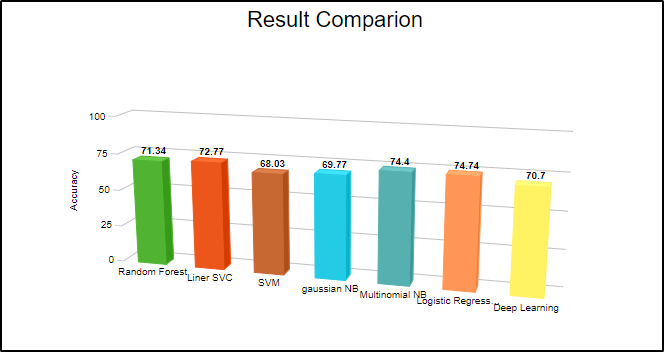 Result Comparion
100
75
50
25
0
Accuracy
71.34
72.77
68.03
69.77
74.4
74.74
70.7
Random Forest
Liner SVC
SVM
gaussian NB
Multinomial NB
Logistic Regress...
Deep Learning